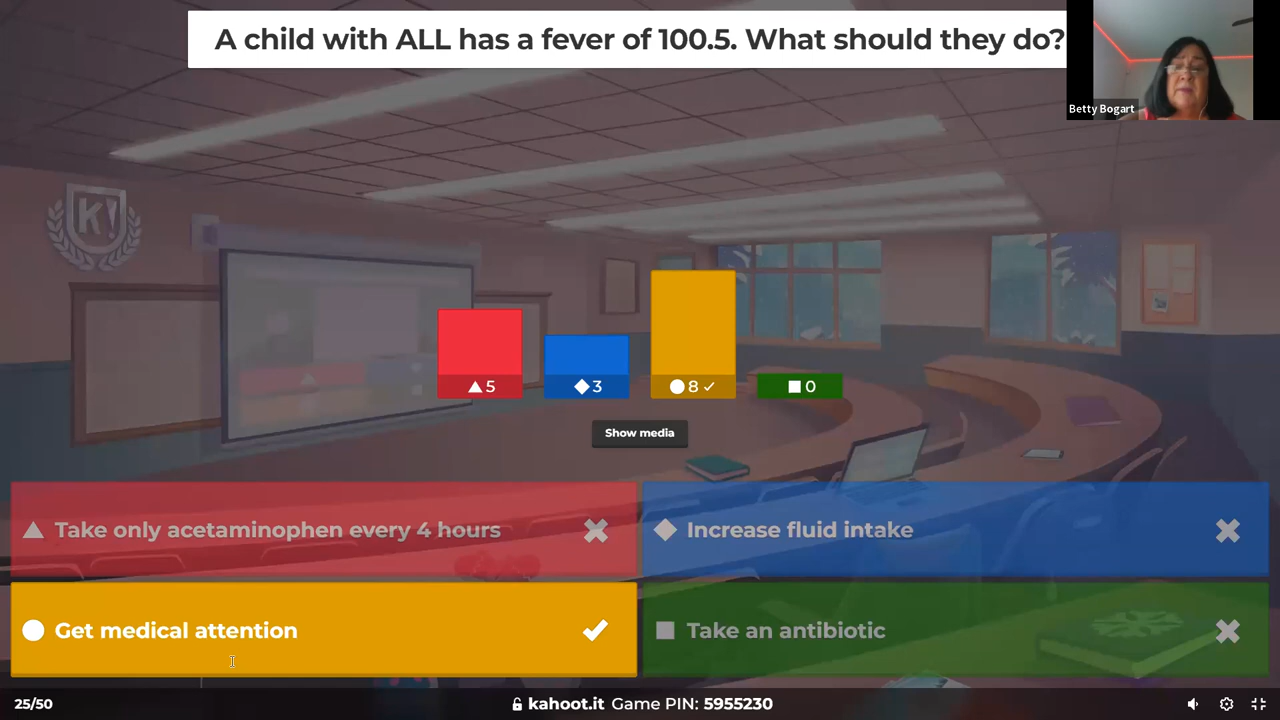 A child with ALL has a fever of 100.5. What should they do?
Betty Bogart
K!
5
3
8
0
Show media
Take only acetaminophen every 4 hours
Increase fluid intake
Get medical attention
Take an antibiotic
25/50
kahoot.it Game PIN: 5955230